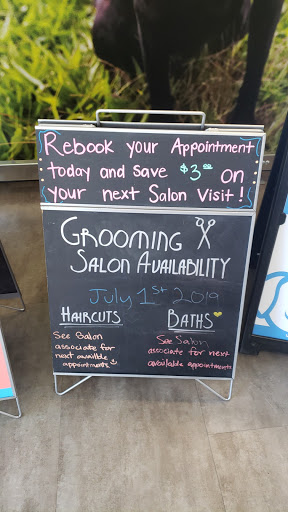 Rebook your Appointment
today and save $3.00 on
your next Salon Visit!
GROOMING
SALON AVAILABILITY
July 1st 2019
HAIRCUTS
See Salon
associate for
next availble
appointments
BATHS
See Salon
associate for next
available appointments